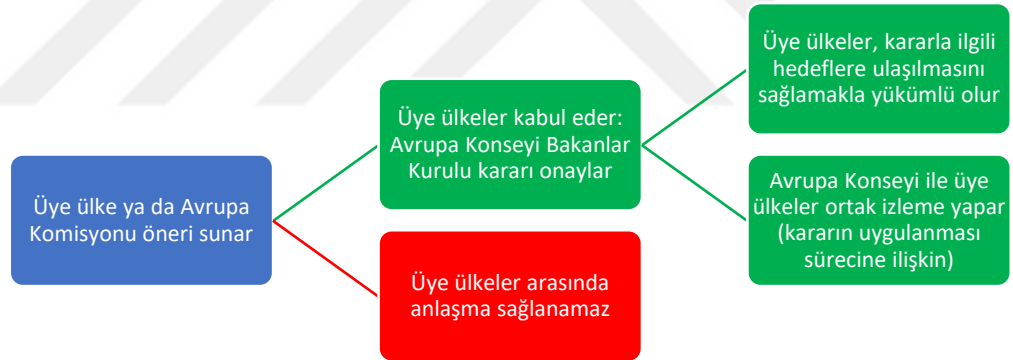 Üye ülke ya da Avrupa
Komisyonu öneri sunar
Üye ülkeler kabul eder:
Avrupa Konseyi Bakanlar
Kurulu kararı onaylar
Üye ülkeler, kararla ilgili
hedeflere ulaşılmasını
sağlamakla yükümlü olur
Avrupa Konseyi ile üye
ülkeler ortak izleme yapar
(kararın uygulanması
sürecine ilişkin)
Üye ülkeler arasında
anlaşma sağlanamaz